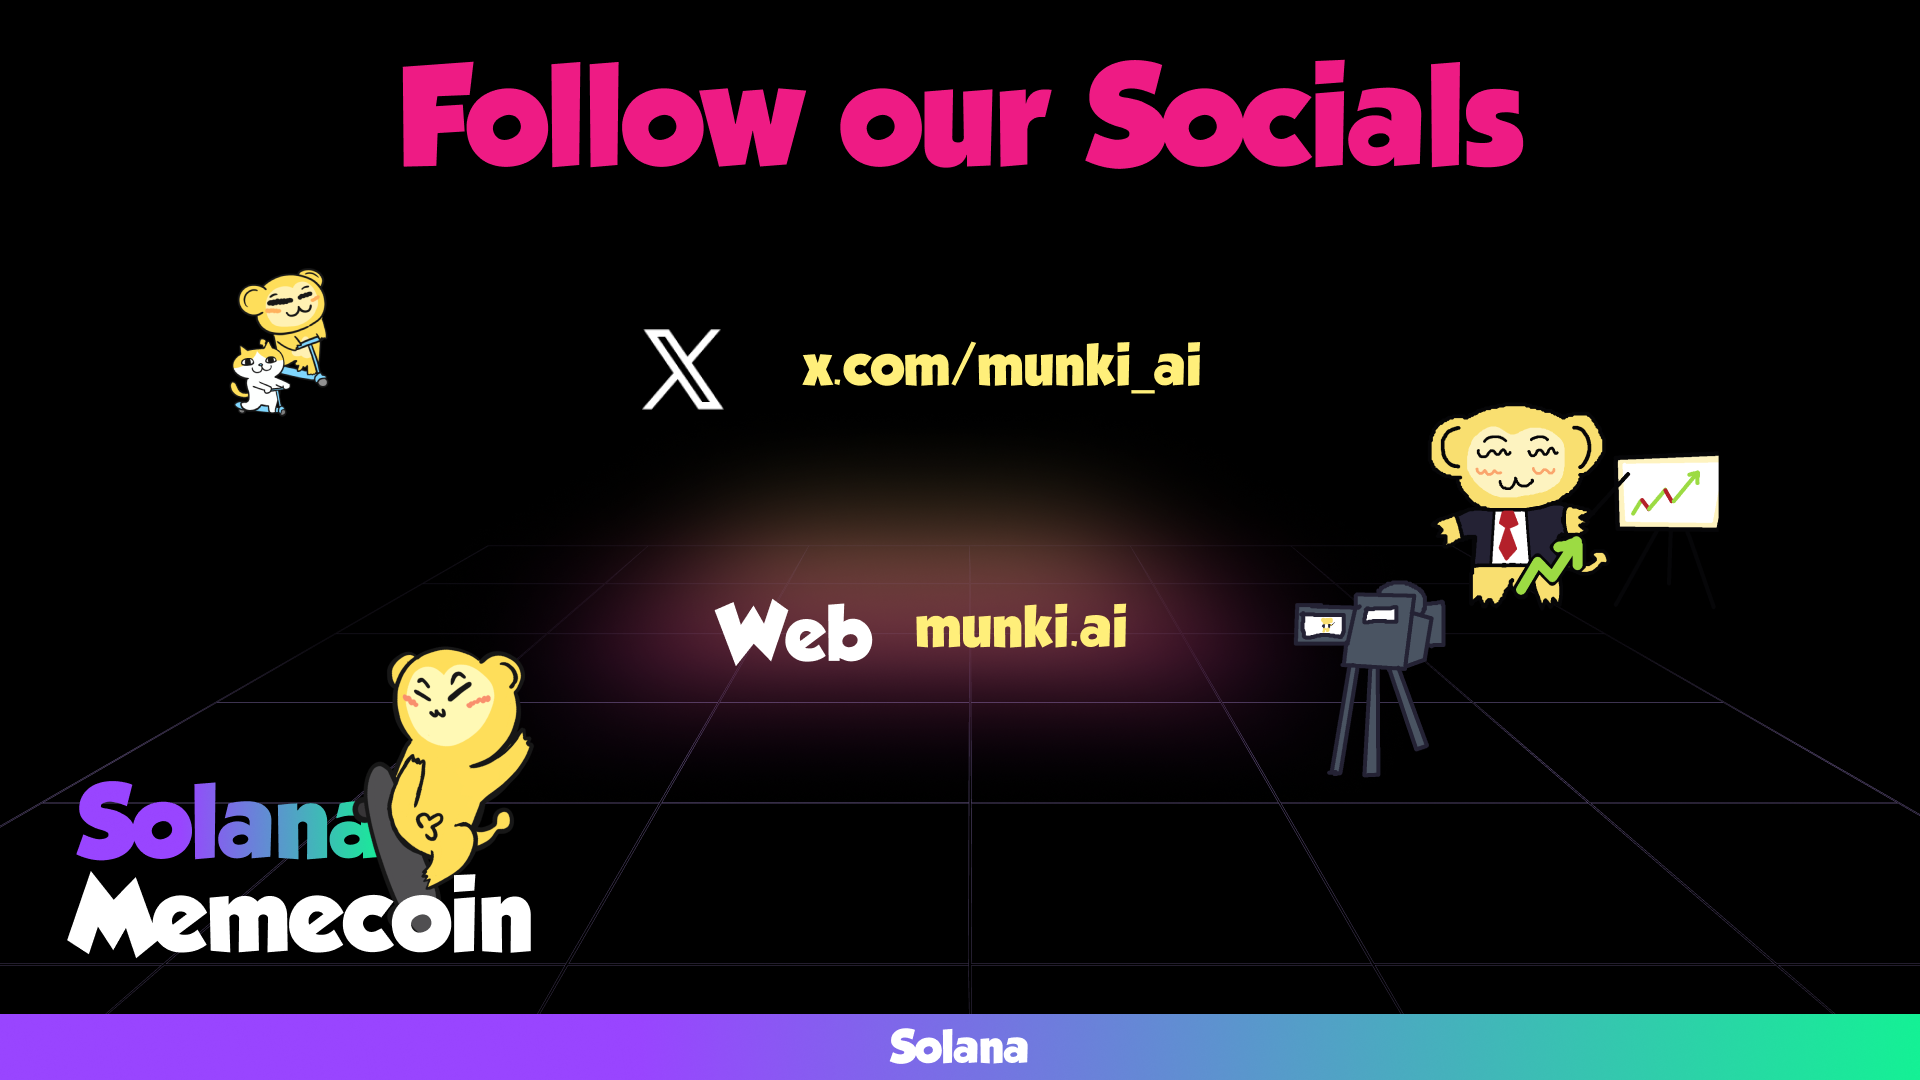 Follow our Socials
x.com/munki_ai
Web munki.ai
Solana
Memecoin
Solana